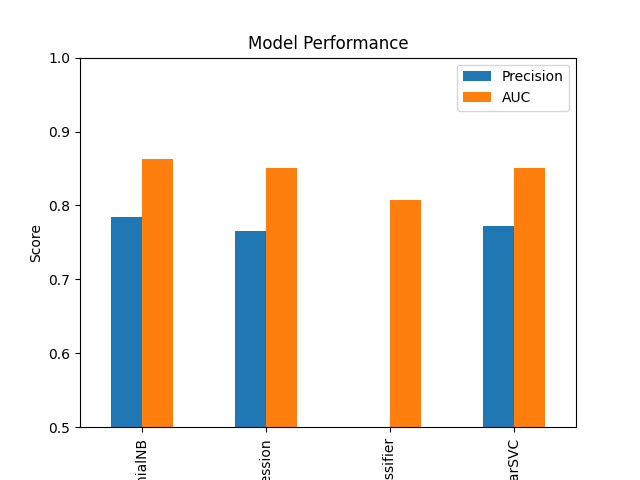 Model Performance
Precision
AUC
Score
1.0
0.9
0.8
0.7
0.6
0.5
nialNB
ession
ssifier
arSVC